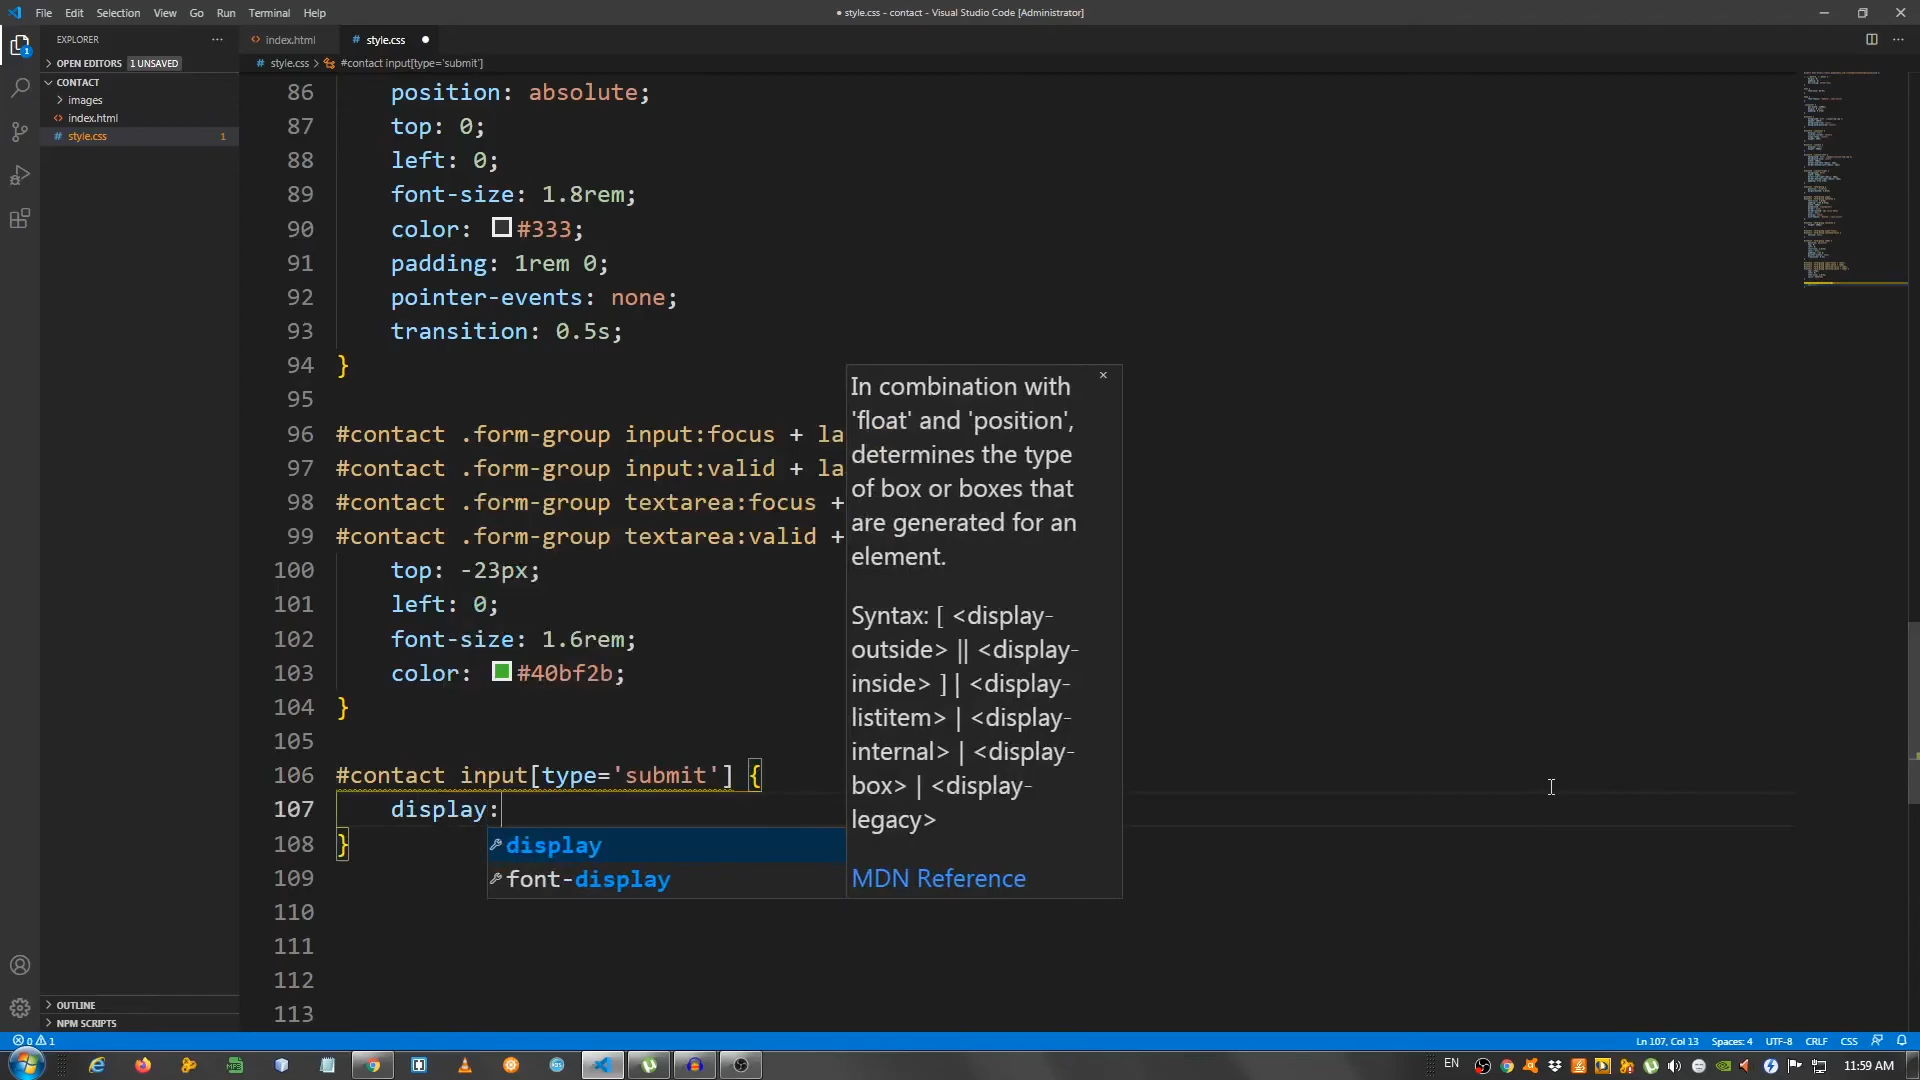 File Edit Selection View Go Run Terminal Help
● style.css - contact - Visual Studio Code [Administrator]
EXPLORER
index.html
# style.css
OPEN EDITORS 1 UNSAVED
# style.css > #contact input[type='submit']
CONTACT
images
index.html
# style.css 1
86 position: absolute;
87 top: 0;
88 left: 0;
89 font-size: 1.8rem;
90 color: #333;
91 padding: 1rem 0;
92 pointer-events: none;
93 transition: 0.5s;
94 }
95
96 #contact .form-group input:focus + la
97 #contact .form-group input:valid + la
98 #contact .form-group textarea:focus +
99 #contact .form-group textarea:valid +
100 top: -23px;
101 left: 0;
102 font-size: 1.6rem;
103 color: #40bf2b;
104 }
105
106 #contact input[type='submit'] {
107 display:
108 }
109
110
111
112
113
display
font-display
In combination with
'float' and 'position',
determines the type
of box or boxes that
are generated for an
element.
Syntax: [ <display-
outside> || <display-
inside> ] | <display-
listitem> | <display-
internal> | <display-
box> | <display-
legacy>
MDN Reference
OUTLINE
NPM SCRIPTS
0 1
Ln 107, Col 13 Spaces: 4 UTF-8 CRLF CSS
EN
11:59 AM